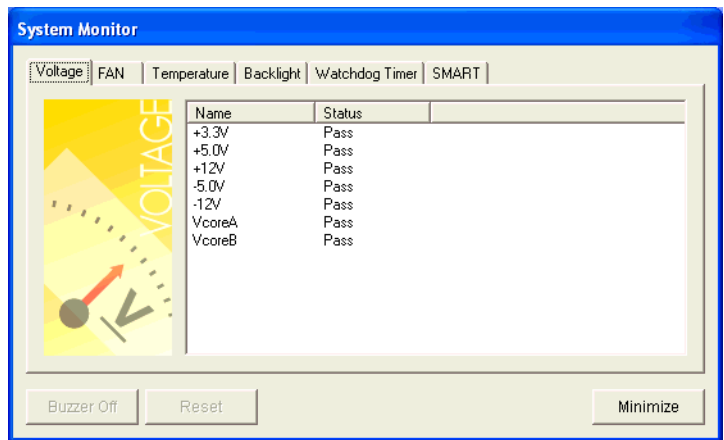 System Monitor
Voltage FAN Temperature Backlight Watchdog Timer SMART
VOLTAGE
Name Status
+3.3V Pass
+5.0V Pass
+12V Pass
-5.0V Pass
-12V Pass
VcoreA Pass
VcoreB Pass
V
Buzzer Off Reset Minimize